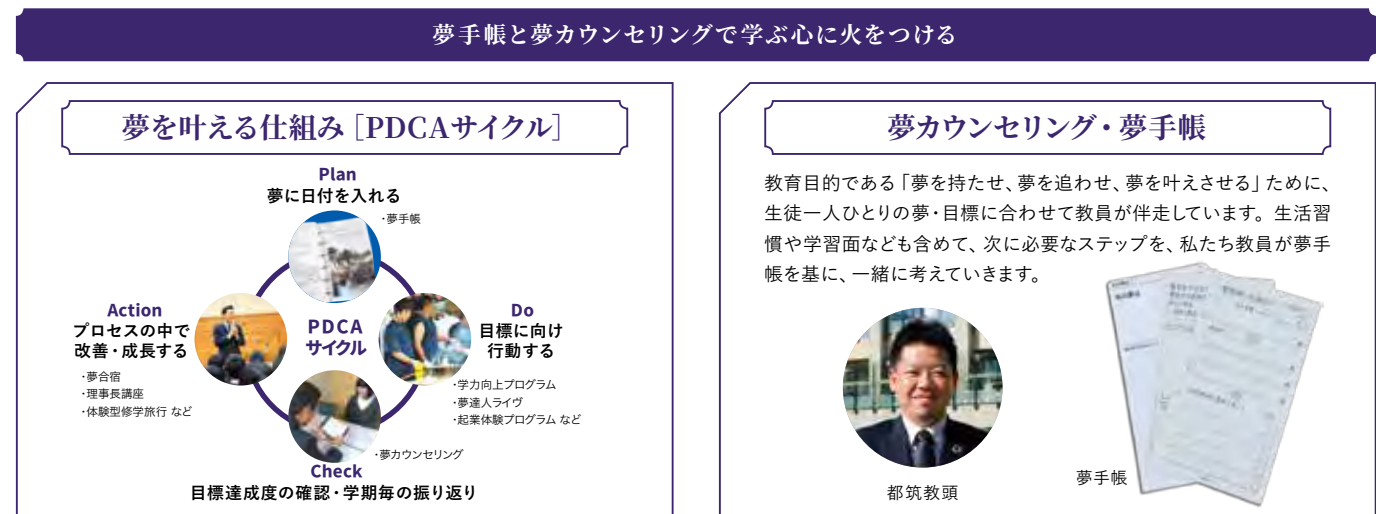 夢手帳と夢カウンセリングで学ぶ心に火をつける
夢を叶える仕組み［PDCAサイクル］
Plan
夢に日付を入れる
・夢手帳
Action
プロセスの中で
改善・成長する
・夢合宿
・理事長講座
・体験型修学旅行 など
PDCA
サイクル
Do
目標に向け
行動する
・学力向上プログラム
・夢達人ライヴ
・起業体験プログラム など
・夢カウンセリング
Check
目標達成度の確認・学期毎の振り返り
夢カウンセリング・夢手帳
教育目的である「夢を持たせ、夢を追わせ、夢を叶えさせる」ために、
生徒一人ひとりの夢・目標に合わせて教員が伴走しています。生活習
慣や学習面なども含めて、次に必要なステップを、私たち教員が夢手
帳を基に、一緒に考えていきます。
都筑教頭
夢手帳